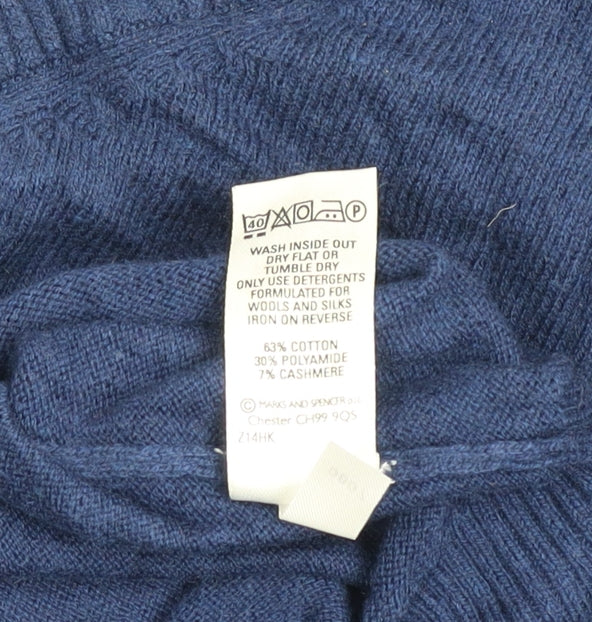 40 P
WASH INSIDE OUT
DRY FLAT OR
TUMBLE DRY
ONLY USE DETERGENTS
FORMULATED FOR
WOOLS AND SILKS
IRON ON REVERSE
63% COTTON
30% POLYAMIDE
7% CASHMERE
© MARKS AND SPENCER
Chester CH99 9QS
Z14HK